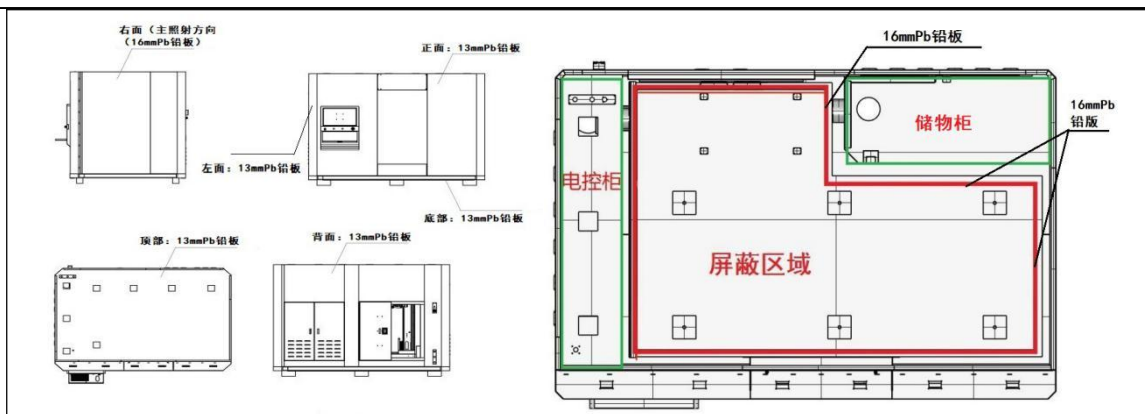 右面（主照射方向
（16mmPb铅板）
正面：13mmPb铅板
左面：13mmPb铅板
底部：13mmPb铅板
顶部：13mmPb铅板
背面：13mmPb铅板
16mmPb铅板
16mmPb
铅版
储物柜
电控柜
屏蔽区域